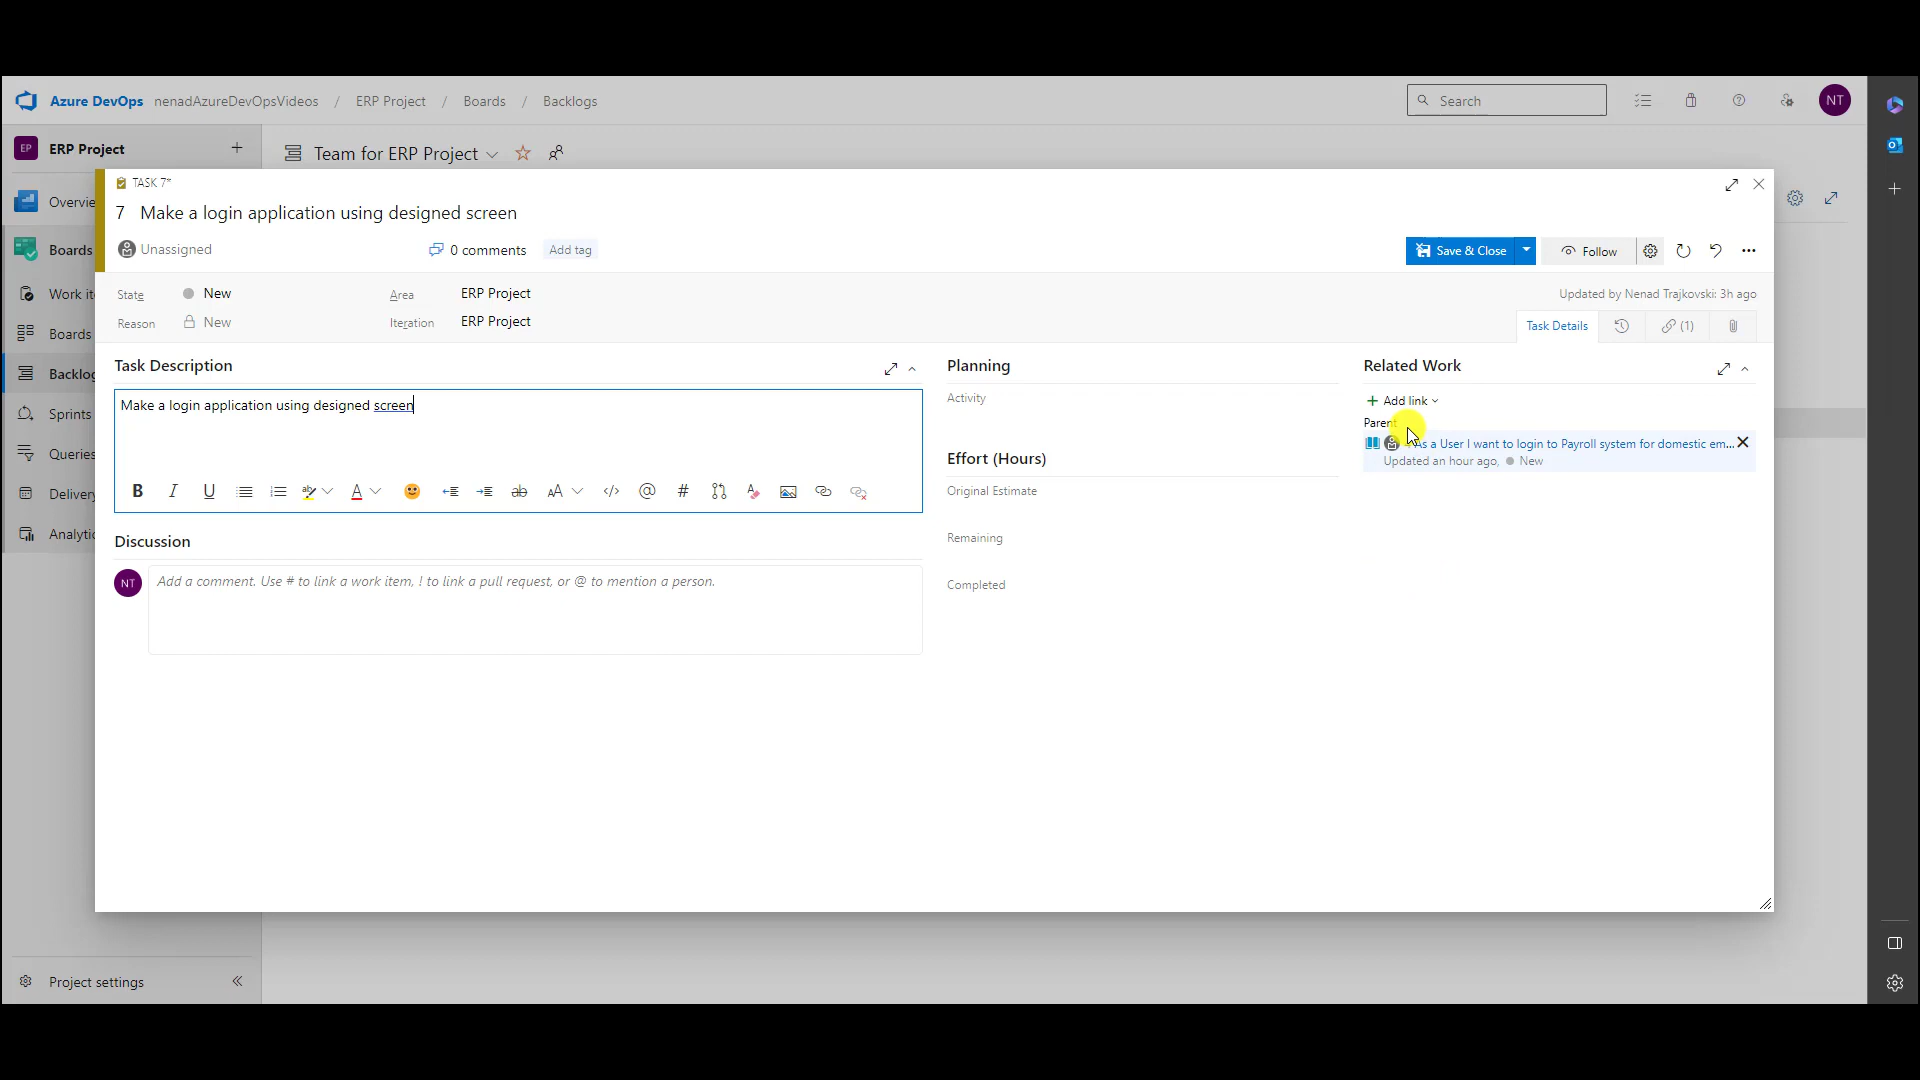 Azure DevOps nenadAzureDevOpsVideos / ERP Project / Boards / Backlogs
Search
NT
EP ERP Project
Team for ERP Project
TASK 7*
7 Make a login application using designed screen
Unassigned
0 comments
Add tag
Save & Close
Follow
State New
Area ERP Project
Updated by Nenad Trajkovski: 3h ago
Reason New
Iteration ERP Project
Task Details
(1)
Overvie
Boards
Work it
Boards
Backlog
Sprints
Queries
Delivery
Analytic
Task Description
Make a login application using designed screen
B I U
Discussion
NT
Add a comment. Use # to link a work item, ! to link a pull request, or @ to mention a person.
Planning
Activity
Effort (Hours)
Original Estimate
Remaining
Completed
Related Work
Add link
Parent
As a User I want to login to Payroll system for domestic em...
Updated an hour ago, New
Project settings